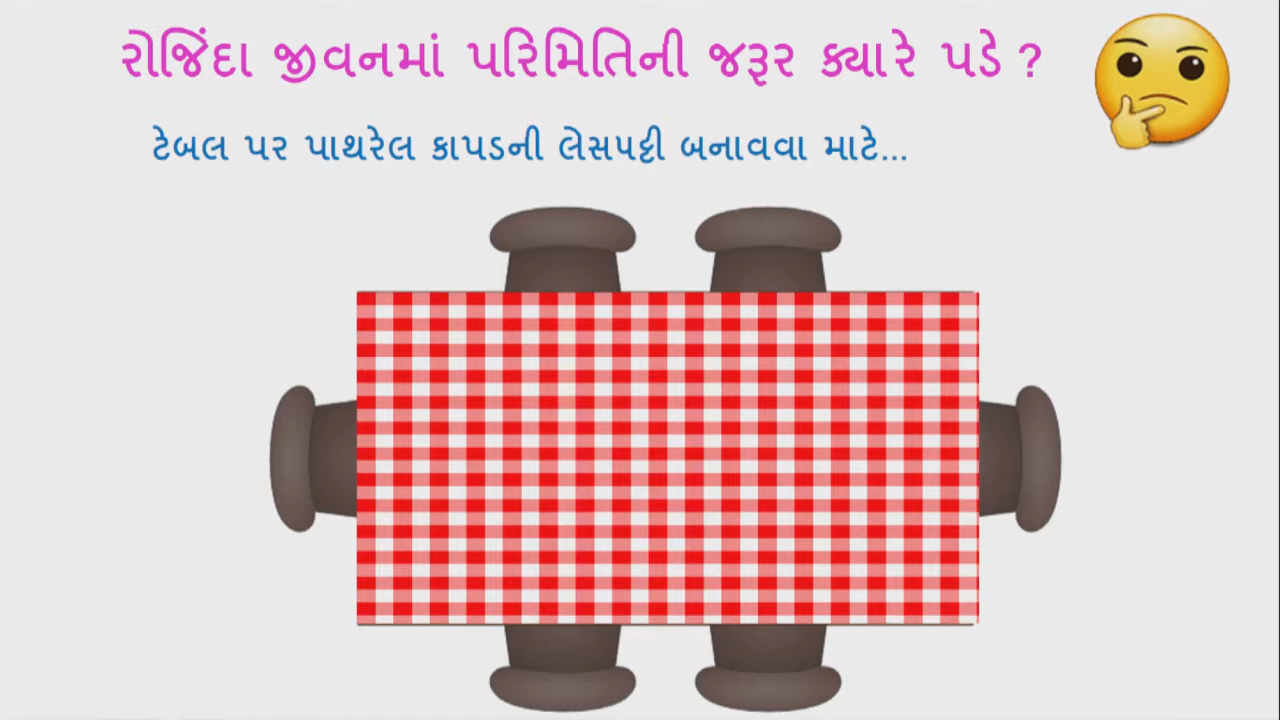 રોજિંદા જીવનમાં પરિમિતિની જરૂર ક્યારે પડે ?
ટેબલ પર પાથરેલ કાપડની લેસપટ્ટી બનાવવા માટે...